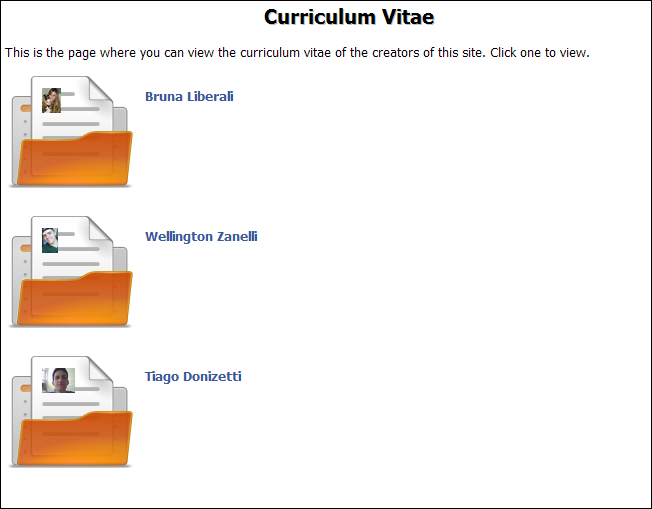 Curriculum Vitae
This is the page where you can view the curriculum vitae of the creators of this site. Click one to view.
Bruna Liberali
Wellington Zanelli
Tiago Donizetti